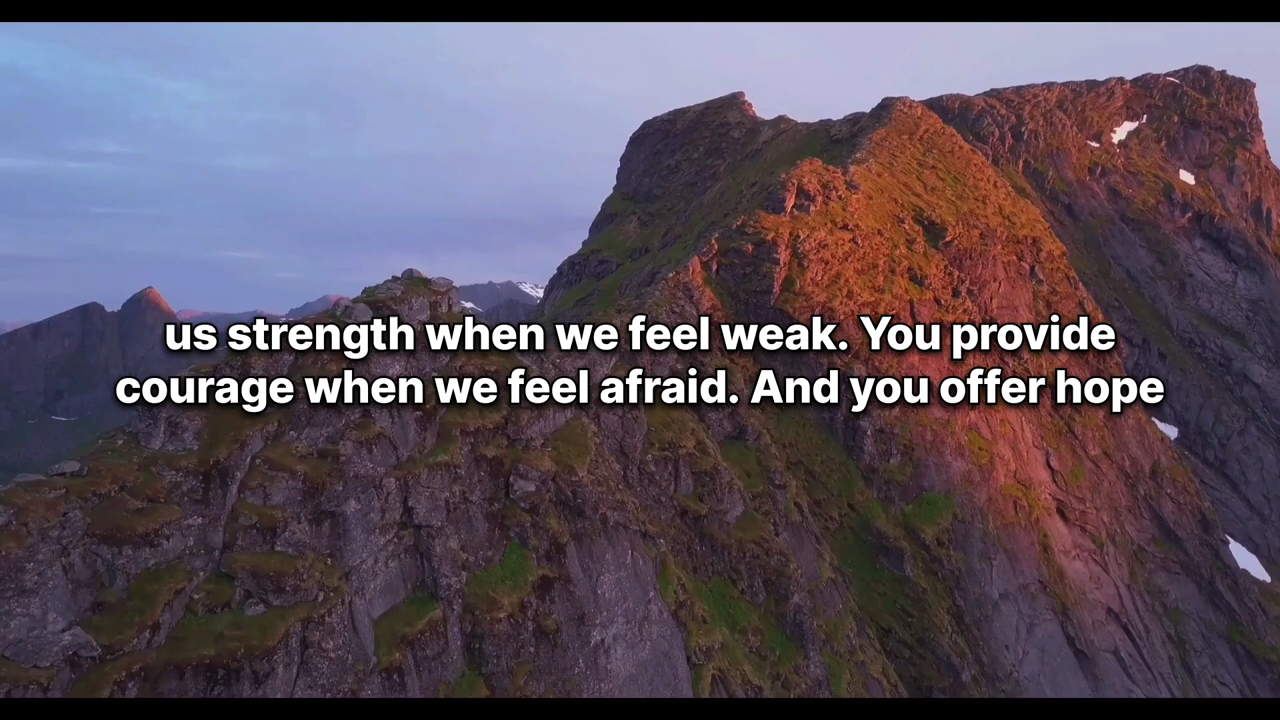 us strength when we feel weak. You provide
courage when we feel afraid. And you offer hope